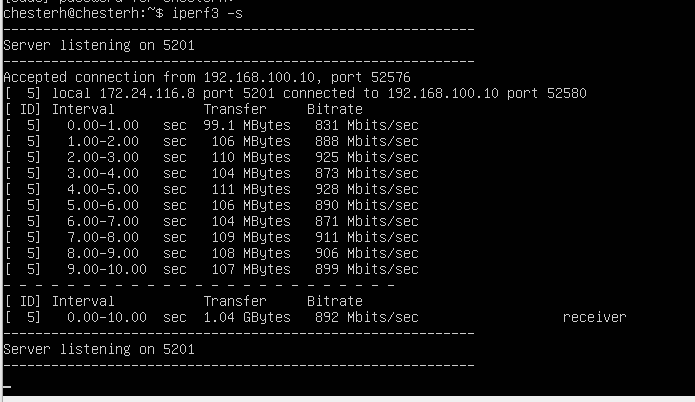 chesterh@chesterh:~$ iperf3 -s
-----------------------------------------------------------
Server listening on 5201
-----------------------------------------------------------
Accepted connection from 192.168.100.10, port 52576
[  5] local 172.24.116.8 port 5201 connected to 192.168.100.10 port 52580
[ ID] Interval           Transfer     Bitrate
[  5]   0.00-1.00   sec  99.1 MBytes   831 Mbits/sec
[  5]   1.00-2.00   sec   106 MBytes   888 Mbits/sec
[  5]   2.00-3.00   sec   110 MBytes   925 Mbits/sec
[  5]   3.00-4.00   sec   104 MBytes   873 Mbits/sec
[  5]   4.00-5.00   sec   111 MBytes   928 Mbits/sec
[  5]   5.00-6.00   sec   106 MBytes   890 Mbits/sec
[  5]   6.00-7.00   sec   104 MBytes   871 Mbits/sec
[  5]   7.00-8.00   sec   109 MBytes   911 Mbits/sec
[  5]   8.00-9.00   sec   108 MBytes   906 Mbits/sec
[  5]   9.00-10.00  sec   107 MBytes   899 Mbits/sec
- - - - - - - - - - - - - - - - - - - - - - - - -
[ ID] Interval           Transfer     Bitrate
[  5]   0.00-10.00  sec  1.04 GBytes   892 Mbits/sec                  receiver
-----------------------------------------------------------
Server listening on 5201
-----------------------------------------------------------